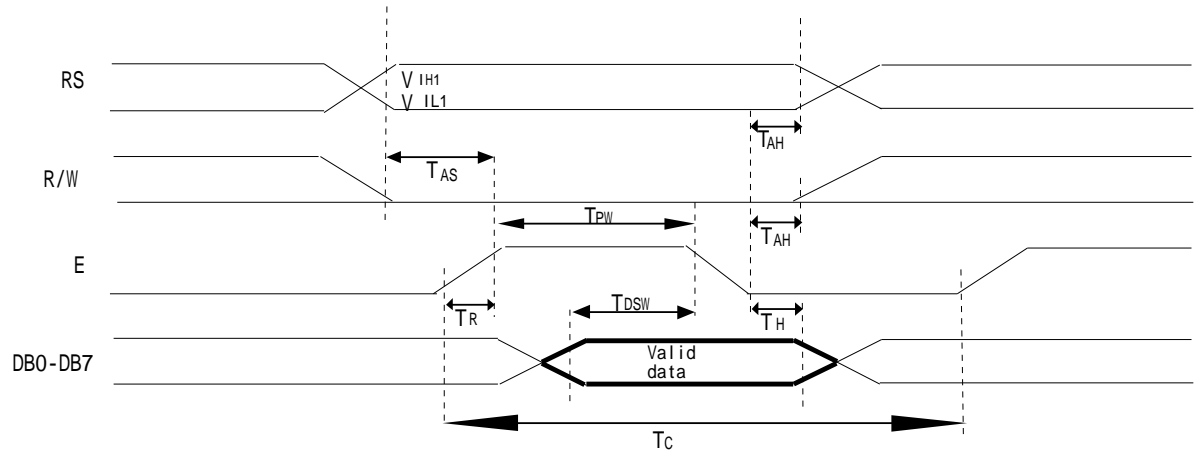 RS
V IH1
V IL1
TAH
R/W
TAS
TPW
TAH
E
TR
TDSW
TH
DB0-DB7
Valid
data
TC